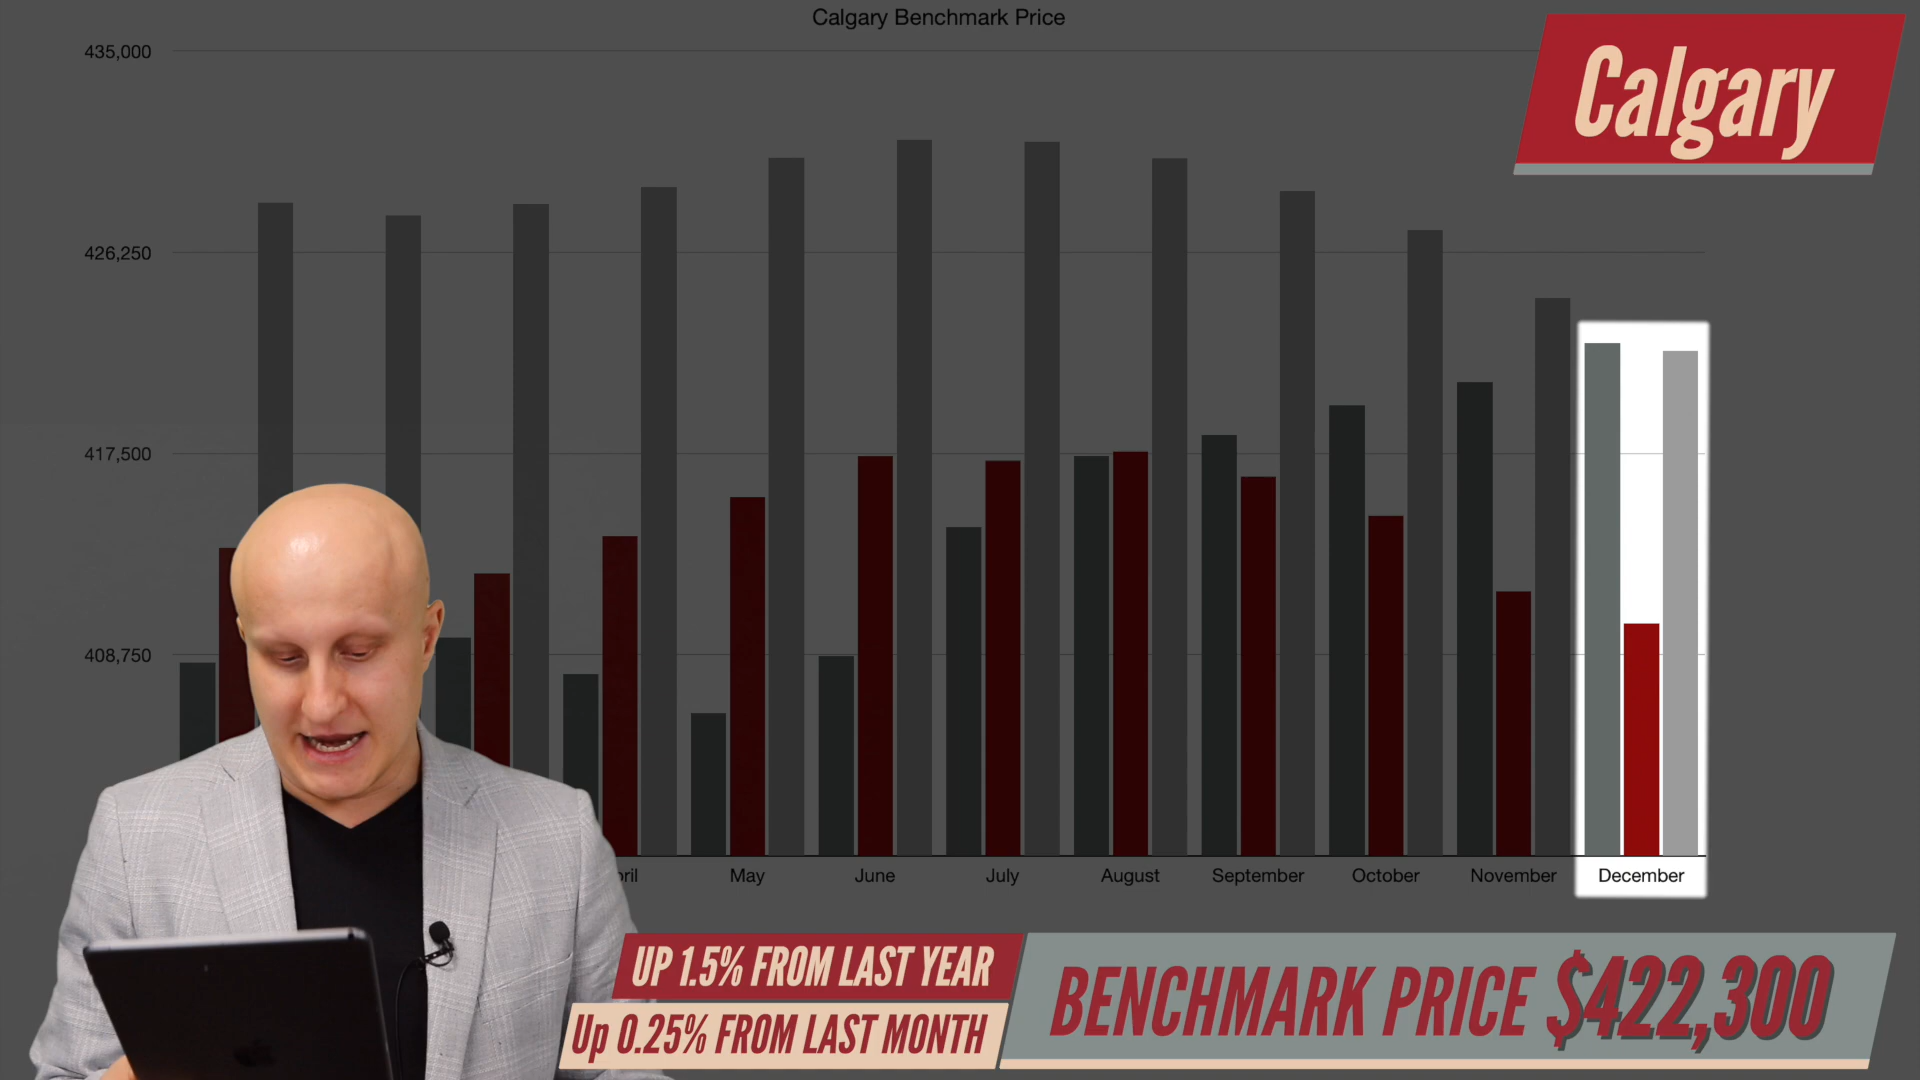 Calgary Benchmark Price
Calgary
435,000
426,250
417,500
408,750
ril
May
June
July
August
September
October
November
December
UP 1.5% FROM LAST YEAR
Up 0.25% FROM LAST MONTH
BENCHMARK PRICE $422,300